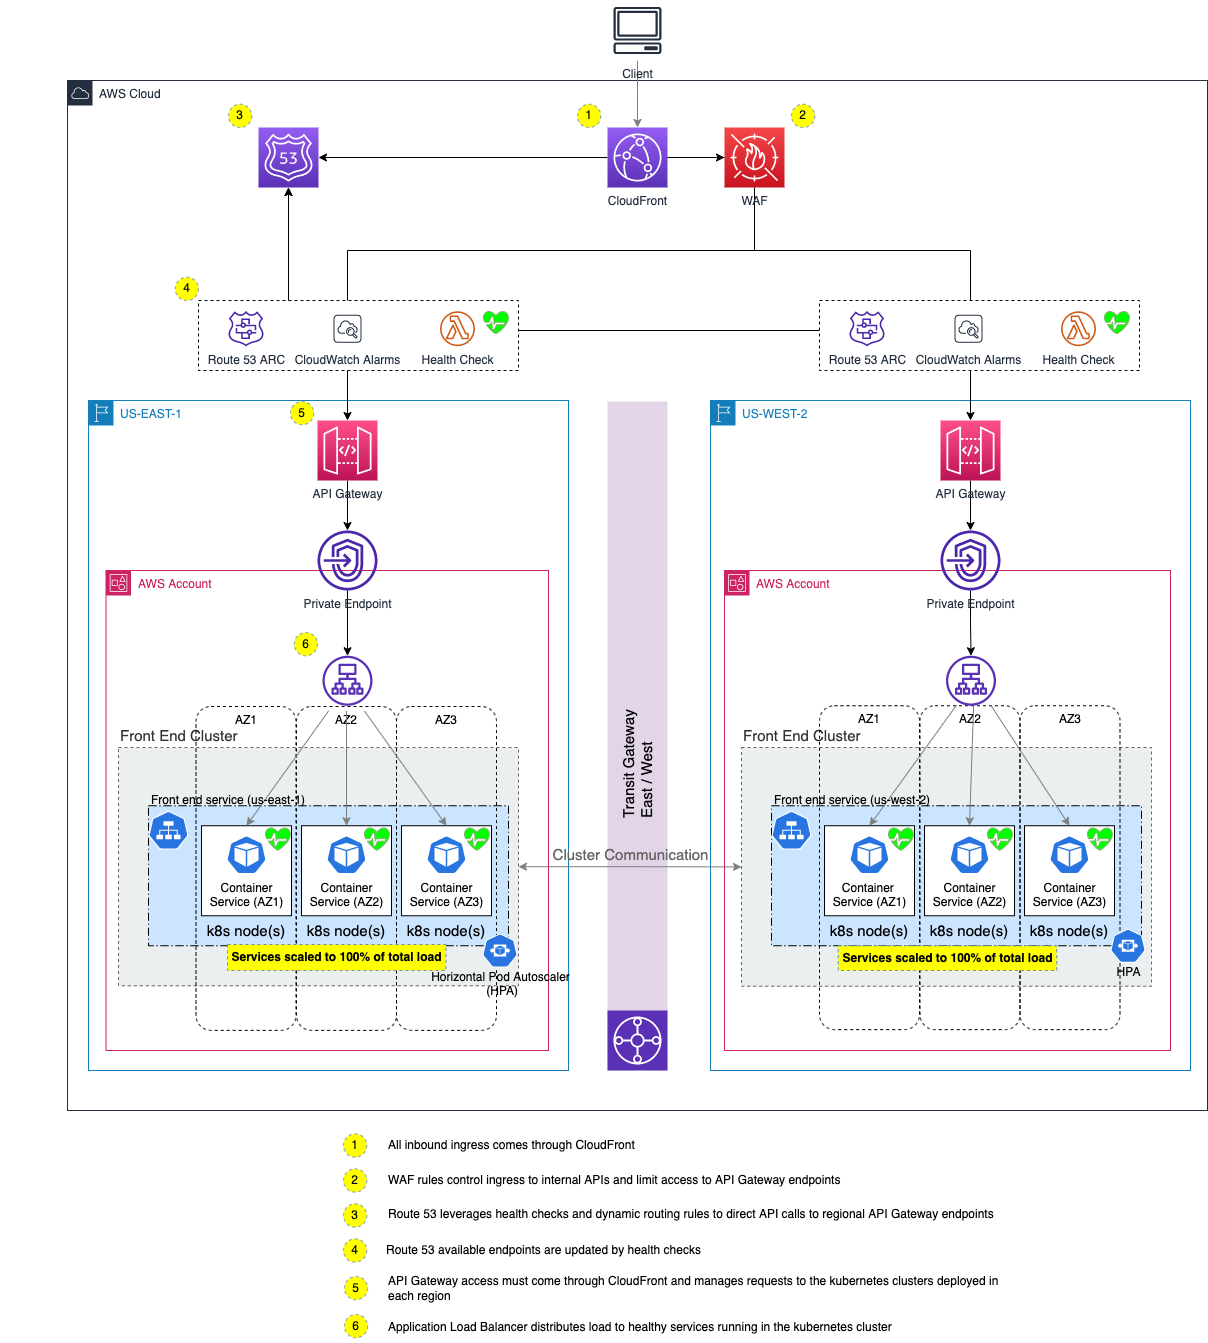 Client
AWS Cloud
3
1
2
53
CloudFront
WAF
4
Route 53 ARC
CloudWatch Alarms
Health Check
Route 53 ARC
CloudWatch Alarms
Health Check
US-EAST-1
5
US-WEST-2
API Gateway
API Gateway
AWS Account
AWS Account
Private Endpoint
Private Endpoint
6
AZ1
AZ2
AZ3
AZ1
AZ2
AZ3
Front End Cluster
Front End Cluster
Transit Gateway
East / West
Front end service (us-east-1)
Front end service (us-west-2)
Cluster Communication
Container
Service (AZ1)
Container
Service (AZ2)
Container
Service (AZ3)
Container
Service (AZ1)
Container
Service (AZ2)
Container
Service (AZ3)
k8s node(s)
k8s node(s)
k8s node(s)
k8s node(s)
k8s node(s)
k8s node(s)
Services scaled to 100% of total load
Services scaled to 100% of total load
Horizontal Pod Autoscaler
(HPA)
HPA
1 All inbound ingress comes through CloudFront
2 WAF rules control ingress to internal APIs and limit access to API Gateway endpoints
3 Route 53 leverages health checks and dynamic routing rules to direct API calls to regional API Gateway endpoints
4 Route 53 available endpoints are updated by health checks
5 API Gateway access must come through CloudFront and manages requests to the kubernetes clusters deployed in
each region
6 Application Load Balancer distributes load to healthy services running in the kubernetes cluster